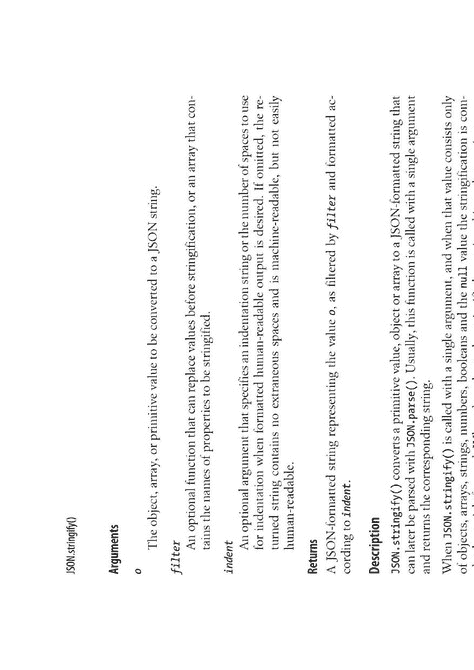 JSON.stringify()
Arguments
o
The object, array, or primitive value to be converted to a JSON string.
filter
An optional function that can replace values before stringification, or an array that con-
tains the names of properties to be stringified.
indent
An optional argument that specifies an indentation string or the number of spaces to use
for indentation when formatted human-readable output is desired. If omitted, the re-
turned string contains no extraneous spaces and is machine-readable, but not easily
human-readable.
Returns
A JSON-formatted string representing the value o, as filtered by filter and formatted ac-
cording to indent.
Description
JSON.stringify() converts a primitive value, object or array to a JSON-formatted string that
can later be parsed with JSON.parse(). Usually, this function is called with a single argument
and returns the corresponding string.
When JSON.stringify() is called with a single argument, and when that value consists only
of objects, arrays, strings, numbers, booleans and the null value the stringification is com-